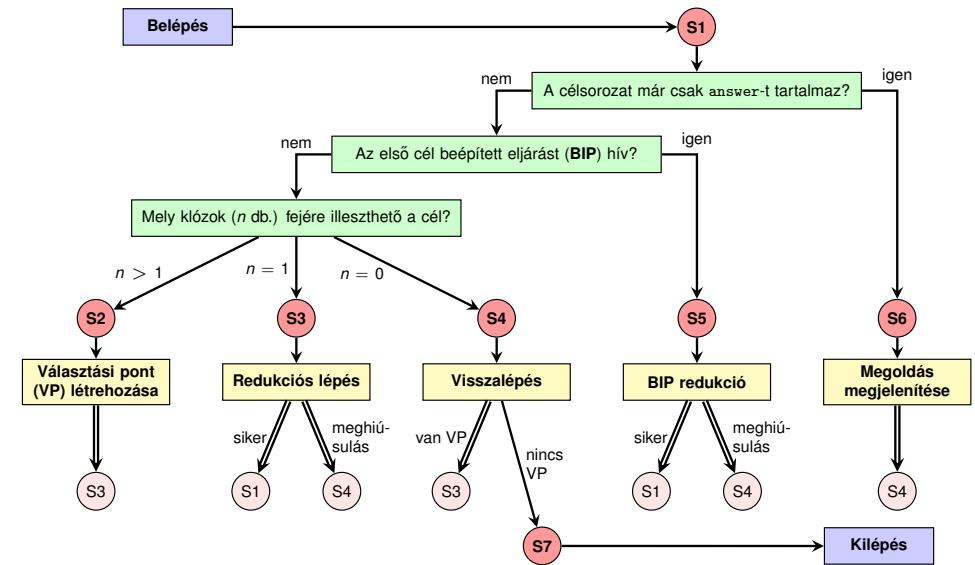 Belépés
S1
A célsorozat már csak answer-t tartalmaz?
nem
igen
Az első cél beépített eljárást (BIP) hív?
nem
igen
Mely klózok (n db.) fejére illeszthető a cél?
n > 1
n = 1
n = 0
S2
S3
S4
S5
S6
Választási pont
(VP) létrehozása
Redukciós lépés
Visszalépés
BIP redukció
Megoldás
megjelenítése
siker
meghiú-
sulás
van VP
nincs
VP
siker
meghiú-
sulás
S3
S1
S4
S3
S1
S4
S4
S7
Kilépés